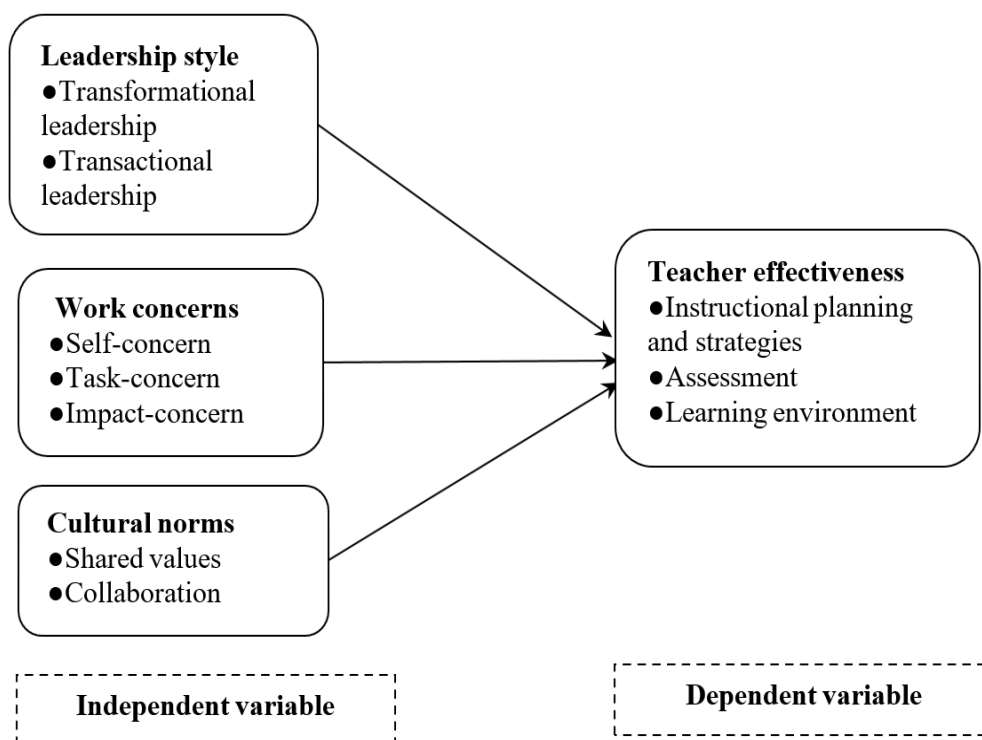 Leadership style
●Transformational
leadership
●Transactional
leadership
Work concerns
●Self-concern
●Task-concern
●Impact-concern
Cultural norms
●Shared values
●Collaboration
Teacher effectiveness
●Instructional planning
and strategies
●Assessment
●Learning environment
Independent variable
Dependent variable